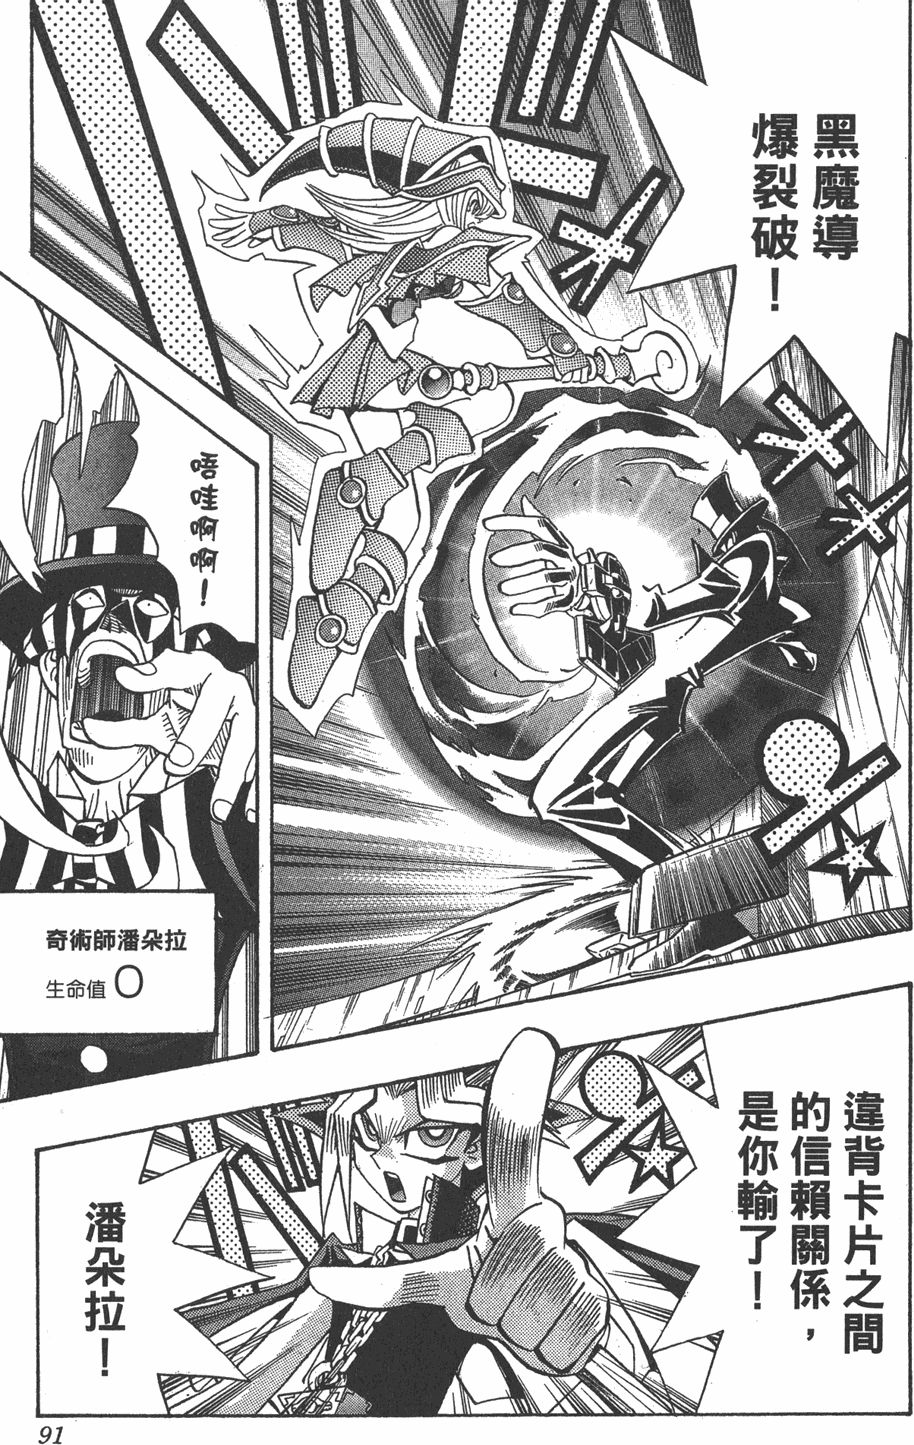 黑魔導
爆裂破！
唔哇啊啊！
奇術師潘朵拉
生命值 0
違背卡片之間
的信賴關係，
是你輸了！
潘朵拉！
91